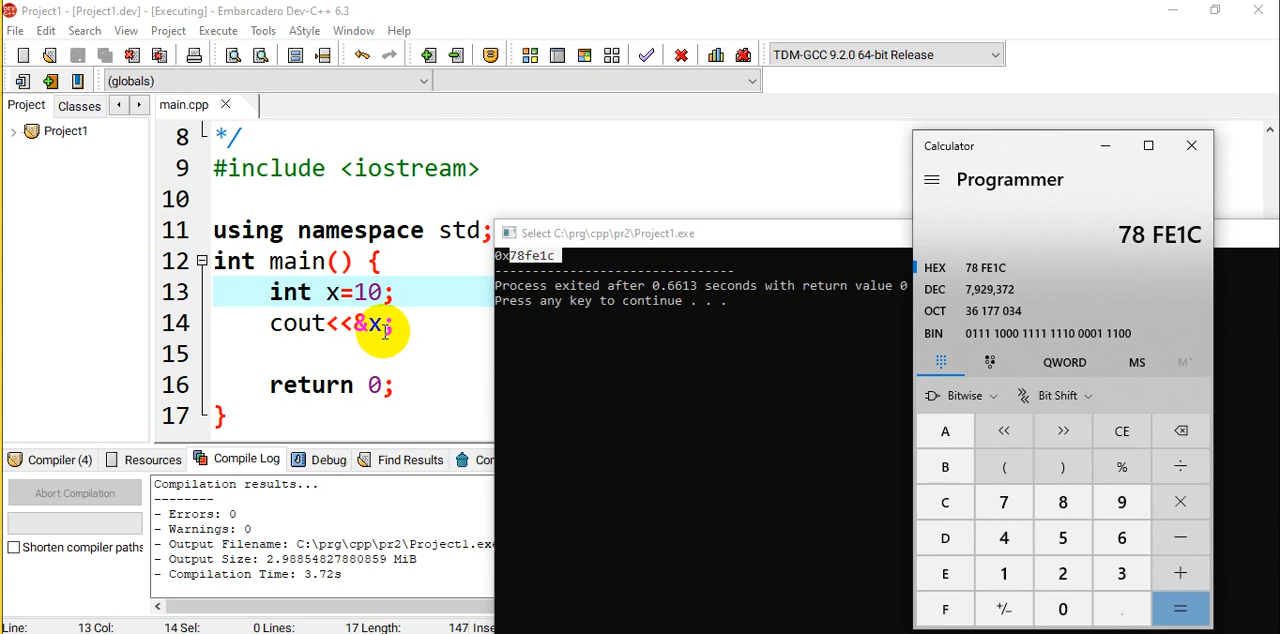 Project1 - [Project1.dev] - [Executing] - Embarcadero Dev-C++ 6.3
File Edit Search View Project Execute Tools AStyle Window Help
TDM-GCC 9.2.0 64-bit Release
(globals)
Project Classes main.cpp
Project1
8 */
9 #include <iostream>
10
11 using namespace std;
12 int main() {
13 int x=10;
14 cout<<&x;
15
16 return 0;
17 }
Select C:\prg\cpp\pr2\Project1.exe
0x78fe1c
--------------------------------
Process exited after 0.6613 seconds with return value 0
Press any key to continue . . .
Calculator
Programmer
78 FE1C
HEX 78 FE1C
DEC 7,929,372
OCT 36 177 034
BIN 0111 1000 1111 1110 0001 1100
QWORD MS M˅
Bitwise Bit Shift
A << >> CE
B ( ) % ÷
C 7 8 9 ×
D 4 5 6 −
E 1 2 3 +
F +/− 0 . =
Compiler (4) Resources Compile Log Debug Find Results
Abort Compilation
Shorten compiler paths
Compilation results...
--------
- Errors: 0
- Warnings: 0
- Output Filename: C:\prg\cpp\pr2\Project1.exe
- Output Size: 2.98854827880859 MiB
- Compilation Time: 3.72s
Line: 13 Col: 14 Sel: 0 Lines: 17 Length: 147